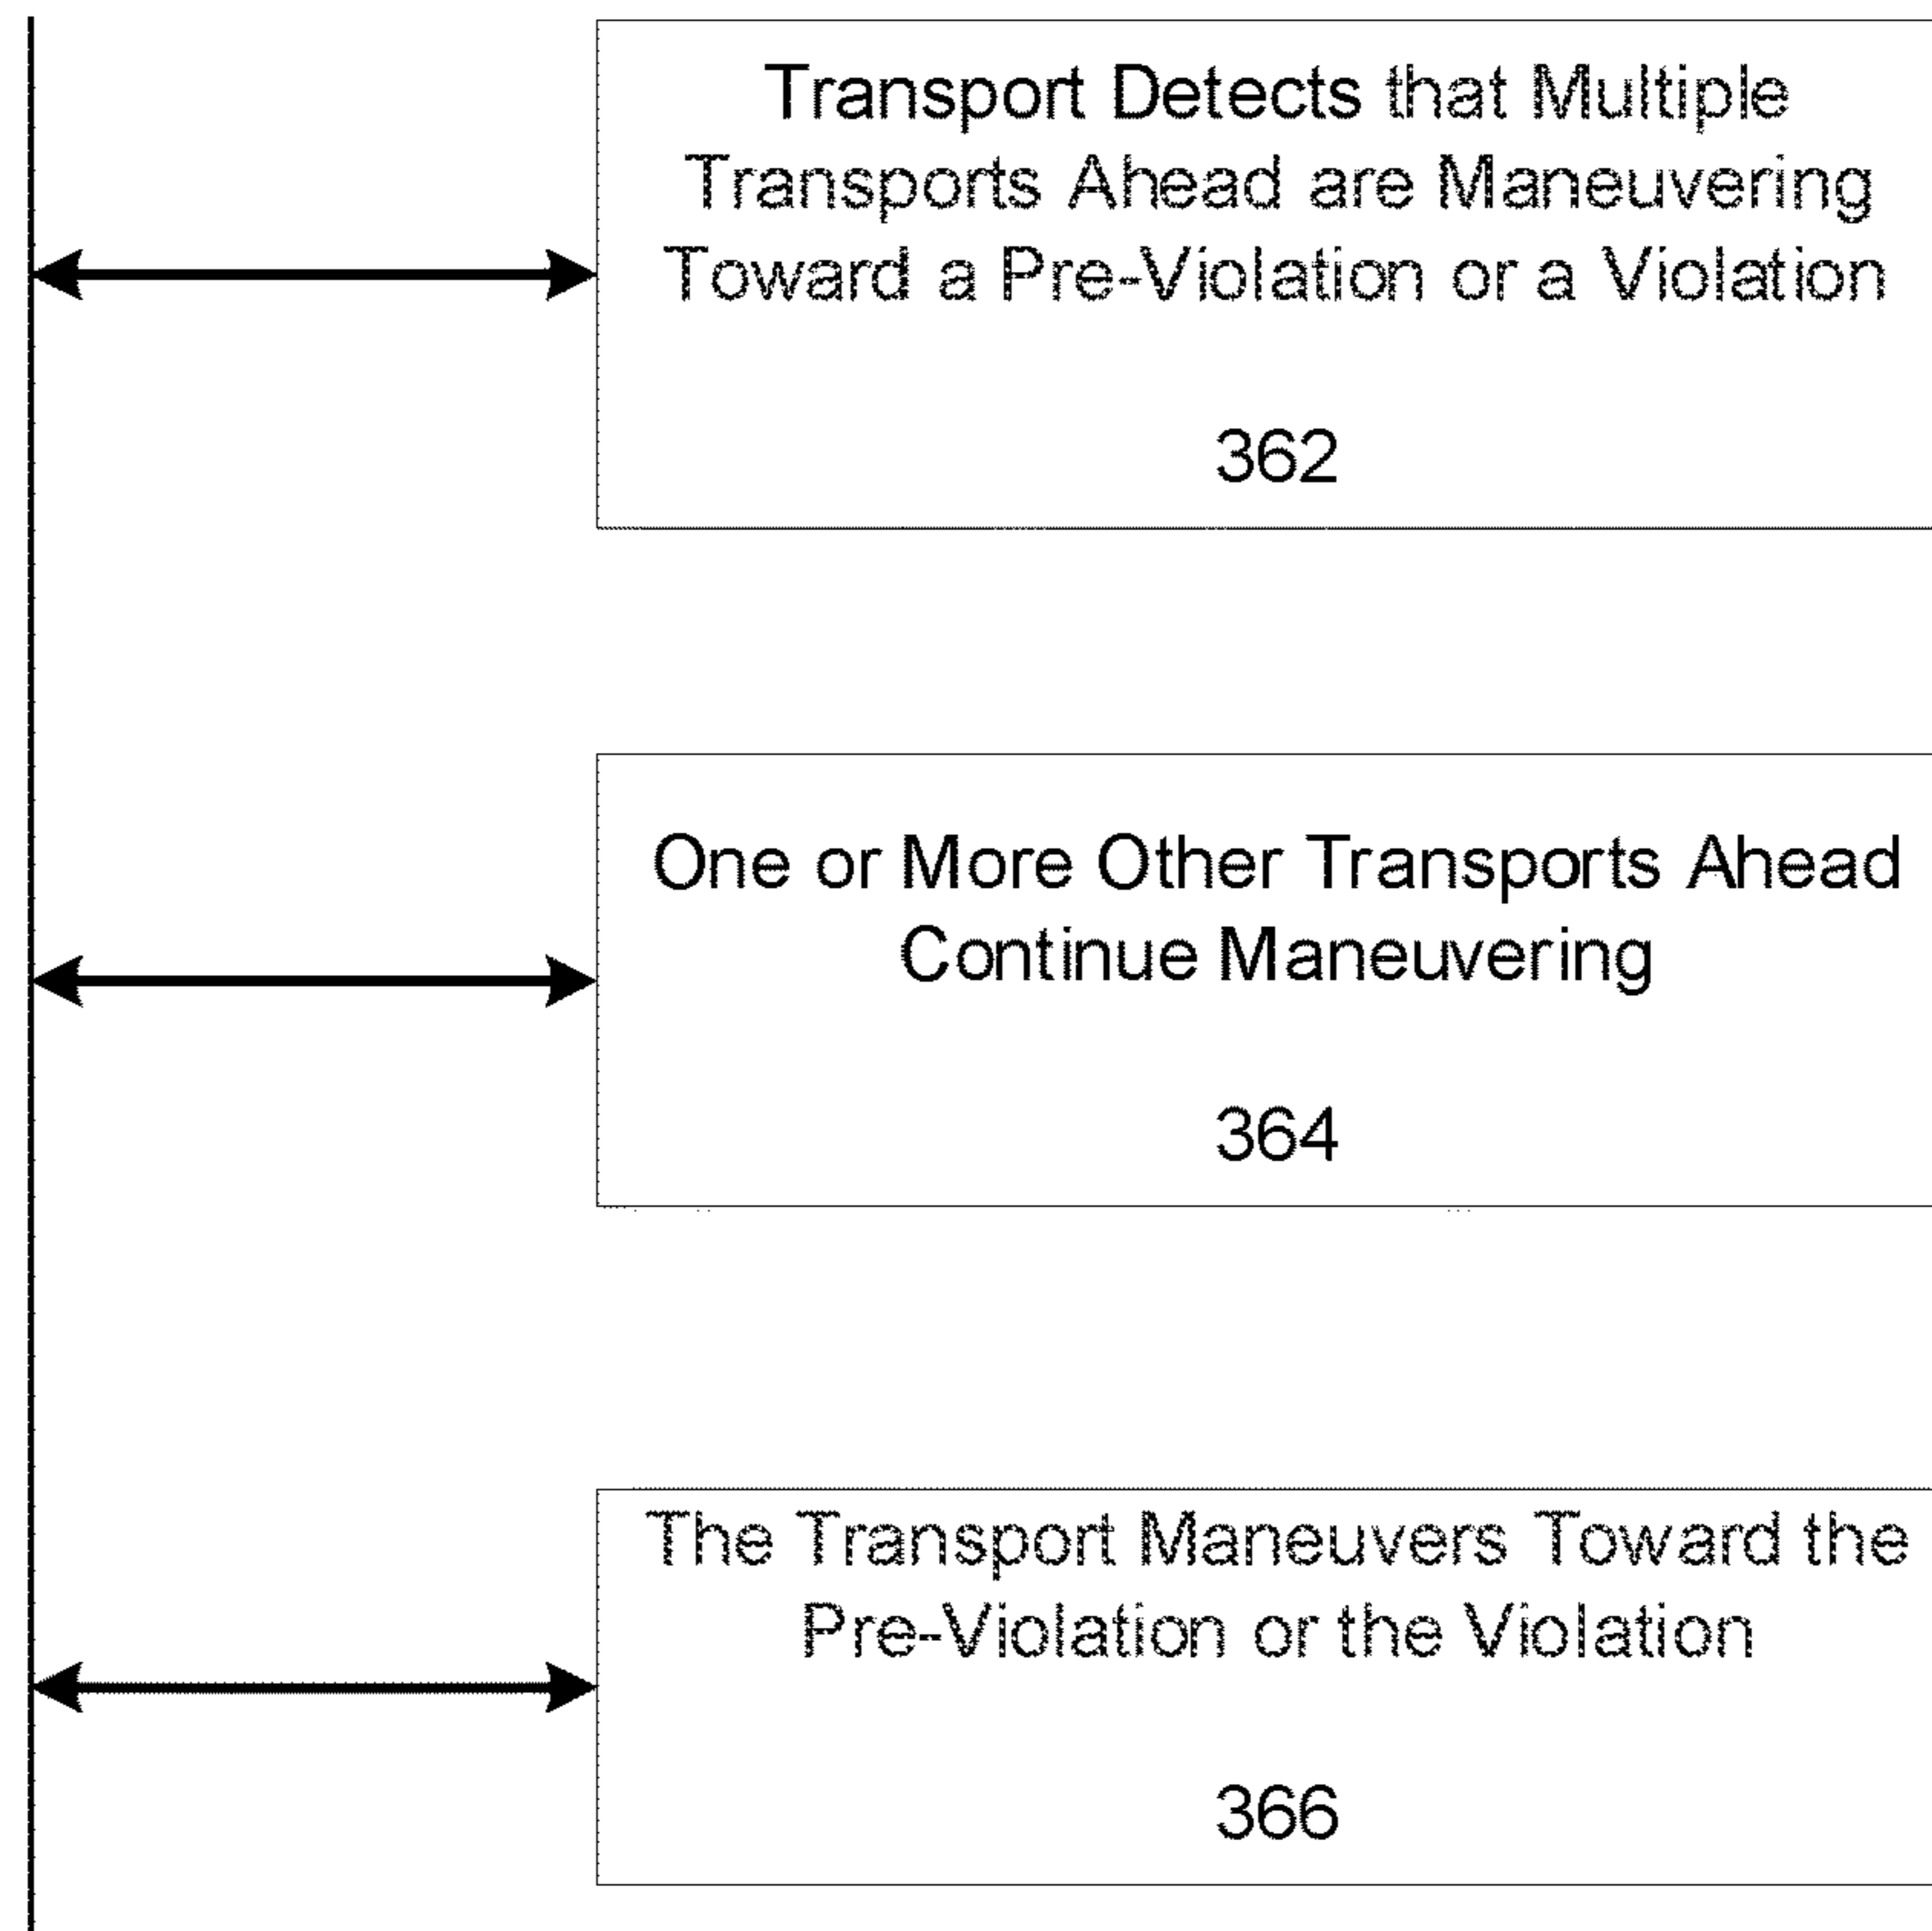 Transport Detects that Multiple
Transports Ahead are Maneuvering
Toward a Pre-Violation or a Violation
362
One or More Other Transports Ahead
Continue Maneuvering
364
The Transport Maneuvers Toward the
Pre-Violation or the Violation
366